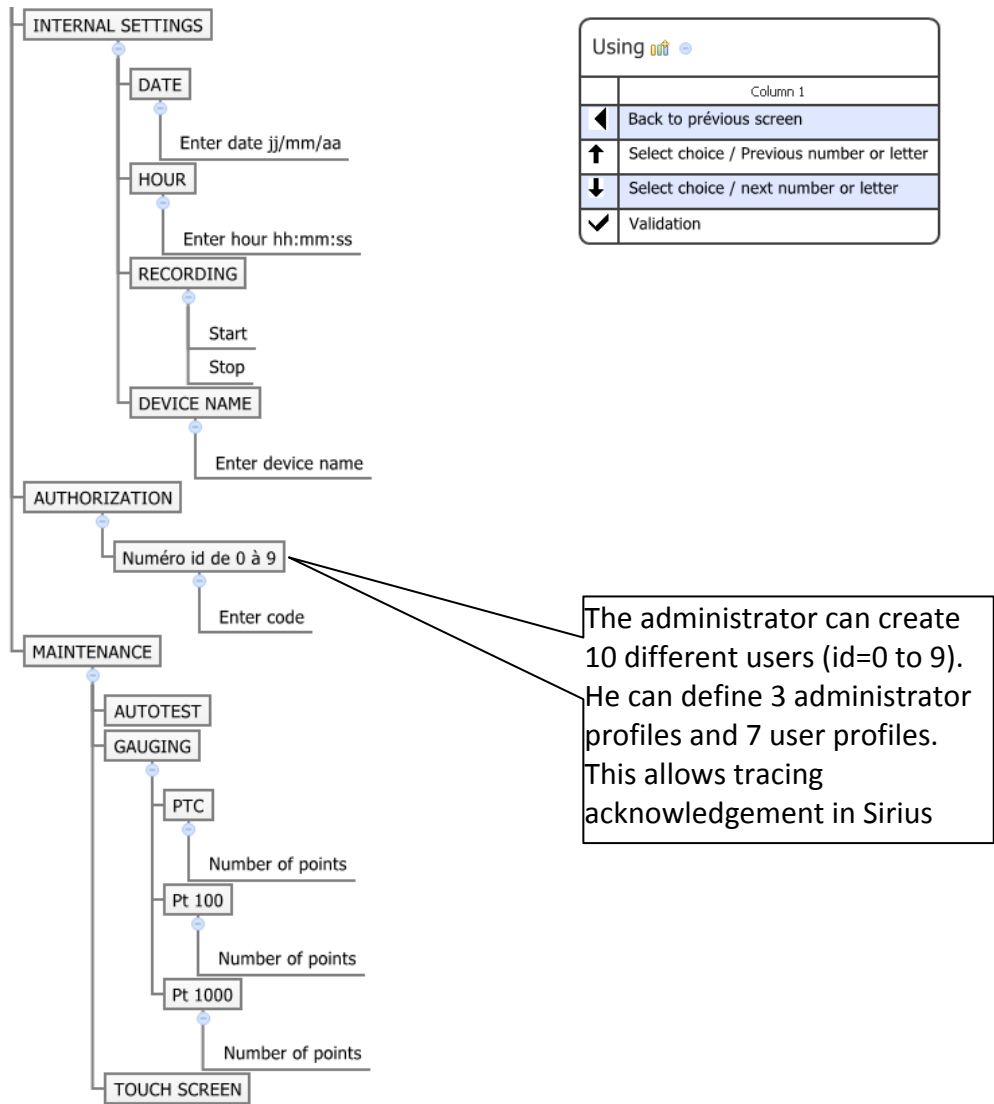 INTERNAL SETTINGS
DATE
Enter date jj/mm/aa
HOUR
Enter hour hh:mm:ss
RECORDING
Start
Stop
DEVICE NAME
Enter device name
AUTHORIZATION
Numéro id de 0 à 9
Enter code
MAINTENANCE
AUTOTEST
GAUGING
PTC
Number of points
Pt 100
Number of points
Pt 1000
Number of points
TOUCH SCREEN
Using
Column 1
Back to prévious screen
Select choice / Previous number or letter
Select choice / next number or letter
Validation
The administrator can create
10 different users (id=0 to 9).
He can define 3 administrator
profiles and 7 user profiles.
This allows tracing
acknowledgement in Sirius